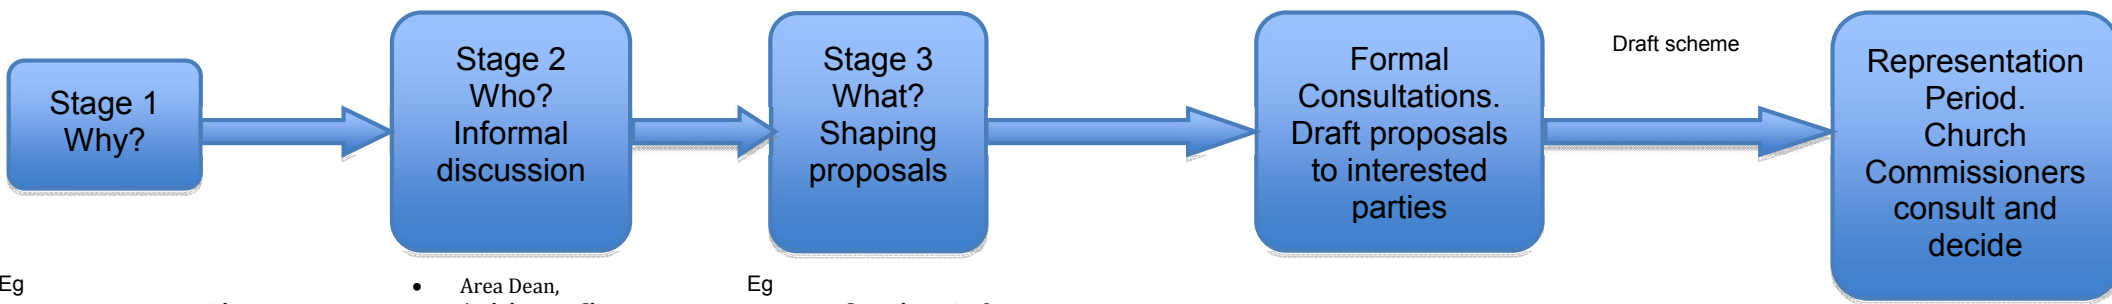 Stage 1
Why?
Stage 2
Who?
Informal
discussion
Stage 3
What?
Shaping
proposals
Formal
Consultations.
Draft proposals
to interested
parties
Draft scheme
Representation
Period.
Church
Commissioners
consult and
decide
Eg
• Area Dean,
Eg